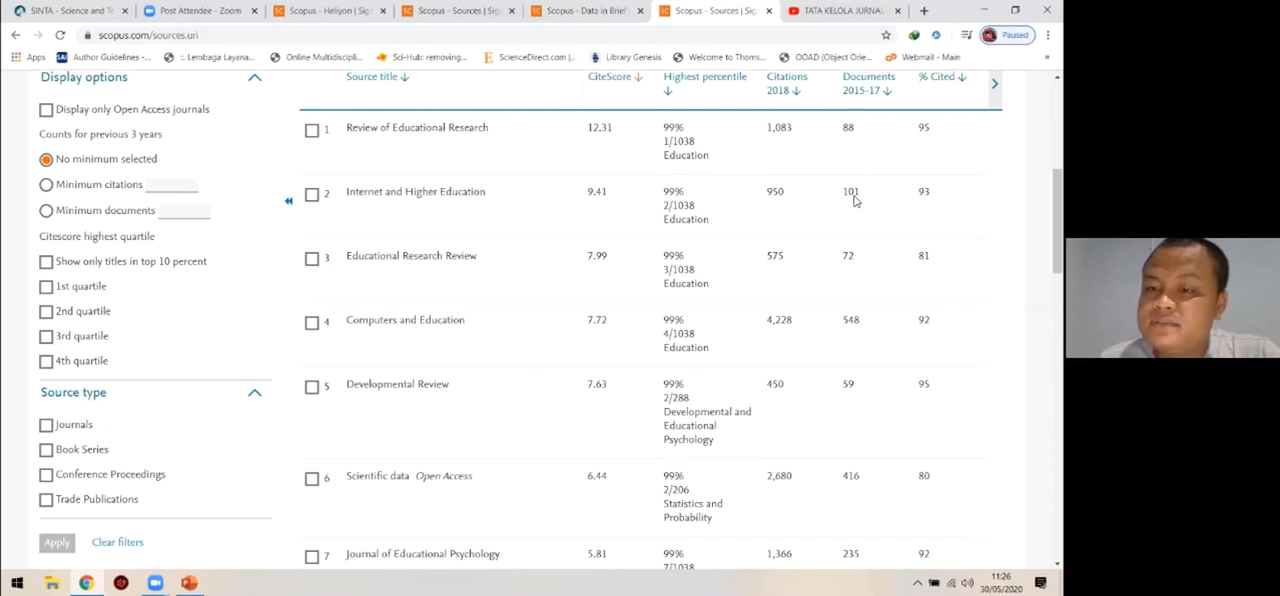 SINTA - Science and Te
Post Attendee - Zoom
Scopus - Heliyon | Sig
Scopus - Sources | Sign
Scopus - Data in Brief |
Scopus - Sources | Sign
TATA KELOLA JURNAL
scopus.com/sources.uri
Paused
Apps
Author Guidelines -...
:: Lembaga Layana...
Online Multidiscipli...
Sci-Hub: removing...
ScienceDirect.com |...
Library Genesis
Welcome to Thoms...
OOAD (Object Orie...
Webmail - Main
Display options
Source title
CiteScore
Highest percentile
Citations 2018
Documents 2015-17
% Cited
Display only Open Access journals
Counts for previous 3 years
No minimum selected
Minimum citations
Minimum documents
Citescore highest quartile
Show only titles in top 10 percent
1st quartile
2nd quartile
3rd quartile
4th quartile
Source type
Journals
Book Series
Conference Proceedings
Trade Publications
Apply
Clear filters
1 Review of Educational Research 12.31 99% 1,083 88 95
1/1038
Education
2 Internet and Higher Education 9.41 99% 950 101 93
2/1038
Education
3 Educational Research Review 7.99 99% 575 72 81
3/1038
Education
4 Computers and Education 7.72 99% 4,228 548 92
4/1038
Education
5 Developmental Review 7.63 99% 450 59 95
2/288
Developmental and
Educational
Psychology
6 Scientific data Open Access 6.44 99% 2,680 416 80
2/206
Statistics and
Probability
7 Journal of Educational Psychology 5.81 99% 1,366 235 92
7/1038
11:26
30/05/2020